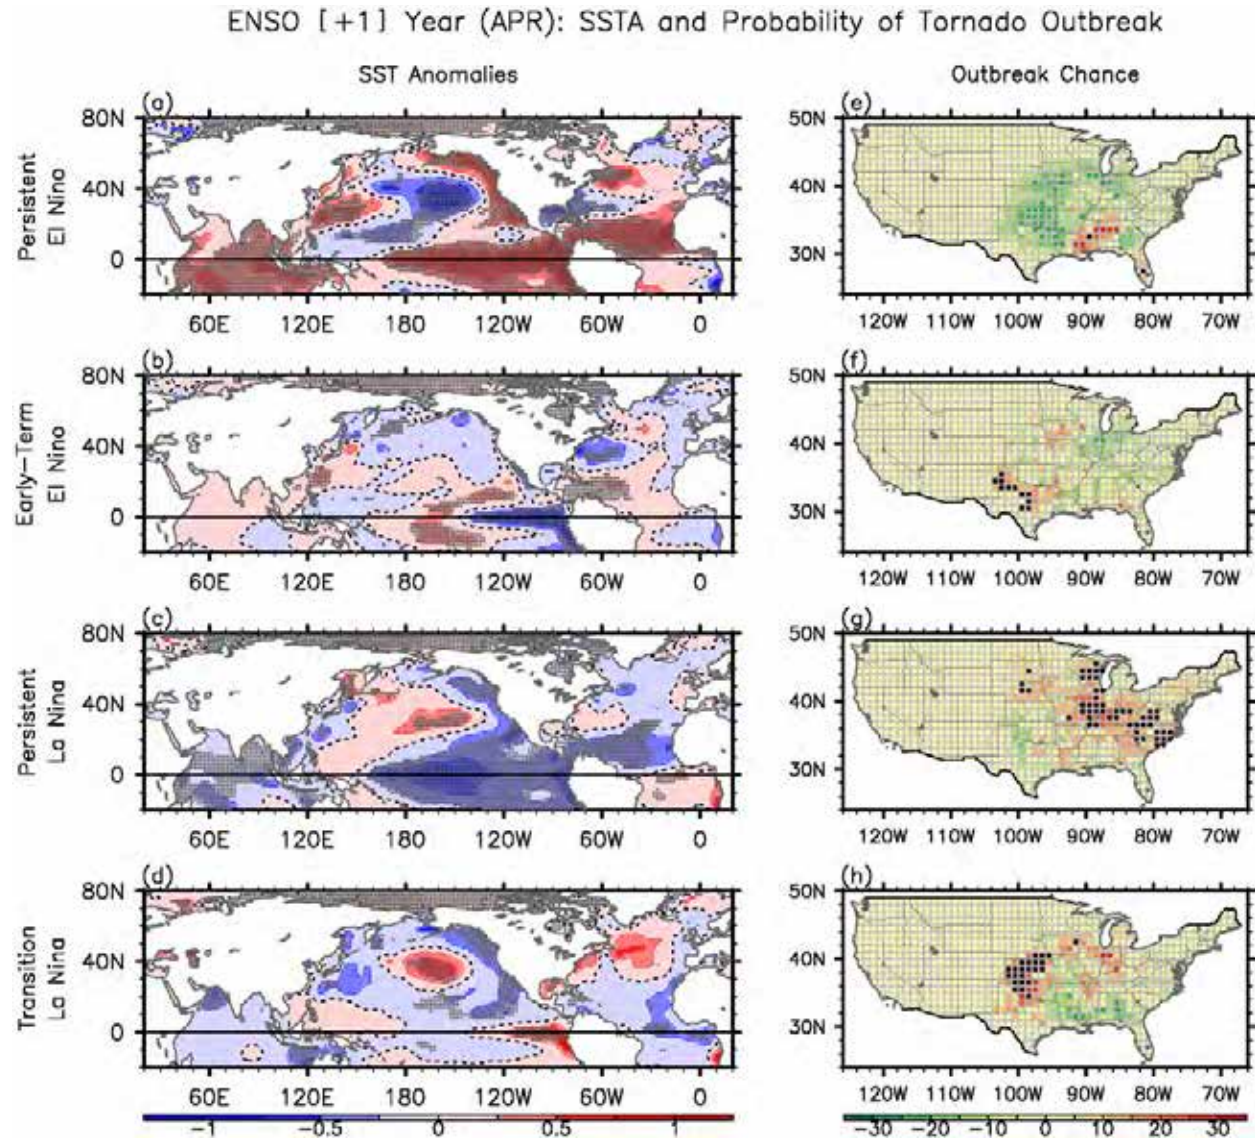 ENSO [+1] Year (APR): SSTA and Probability of Tornado Outbreak
SST Anomalies
Outbreak Chance
Persistent
El Nino
(a)
80N
40N
0
60E 120E 180 120W 60W 0
(e)
50N
40N
30N
120W 110W 100W 90W 80W 70W
Early-Term
El Nino
(b)
80N
40N
0
60E 120E 180 120W 60W 0
(f)
50N
40N
30N
120W 110W 100W 90W 80W 70W
Persistent
La Nina
(c)
80N
40N
0
60E 120E 180 120W 60W 0
(g)
50N
40N
30N
120W 110W 100W 90W 80W 70W
Transition
La Nina
(d)
80N
40N
0
60E 120E 180 120W 60W 0
(h)
50N
40N
30N
120W 110W 100W 90W 80W 70W
-1 -0.5 0 0.5 1
-30 -20 -10 0 10 20 30